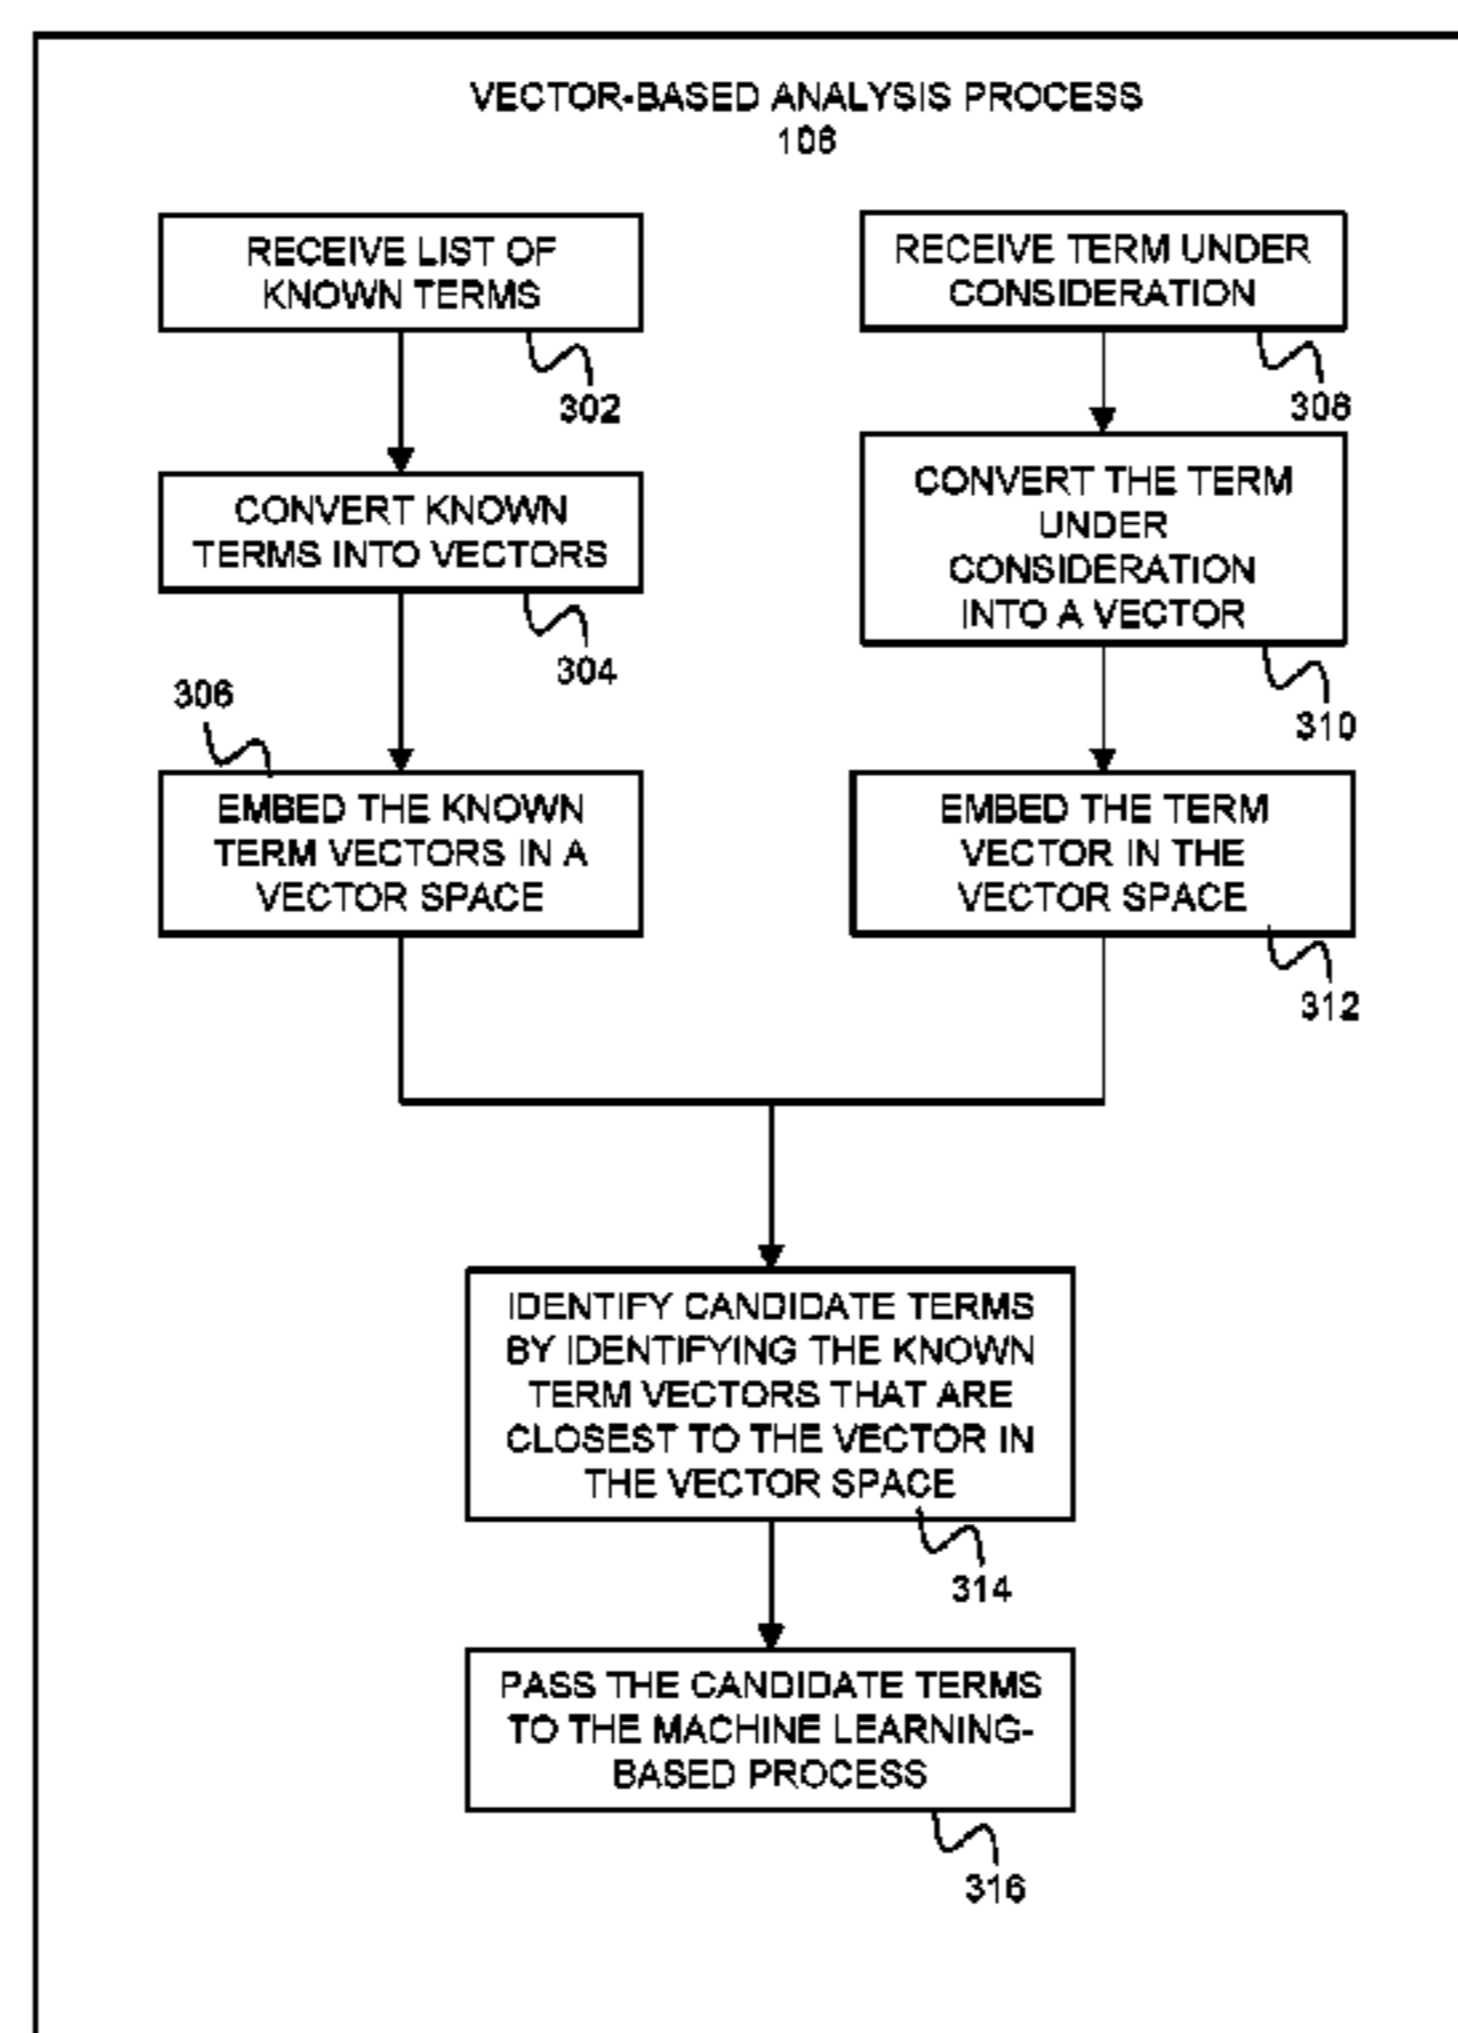 VECTOR-BASED ANALYSIS PROCESS
106
RECEIVE LIST OF
KNOWN TERMS
302
CONVERT KNOWN
TERMS INTO VECTORS
304
306
EMBED THE KNOWN
TERM VECTORS IN A
VECTOR SPACE
RECEIVE TERM UNDER
CONSIDERATION
308
CONVERT THE TERM
UNDER
CONSIDERATION
INTO A VECTOR
310
EMBED THE TERM
VECTOR IN THE
VECTOR SPACE
312
IDENTIFY CANDIDATE TERMS
BY IDENTIFYING THE KNOWN
TERM VECTORS THAT ARE
CLOSEST TO THE VECTOR IN
THE VECTOR SPACE
314
PASS THE CANDIDATE TERMS
TO THE MACHINE LEARNING-
BASED PROCESS
316